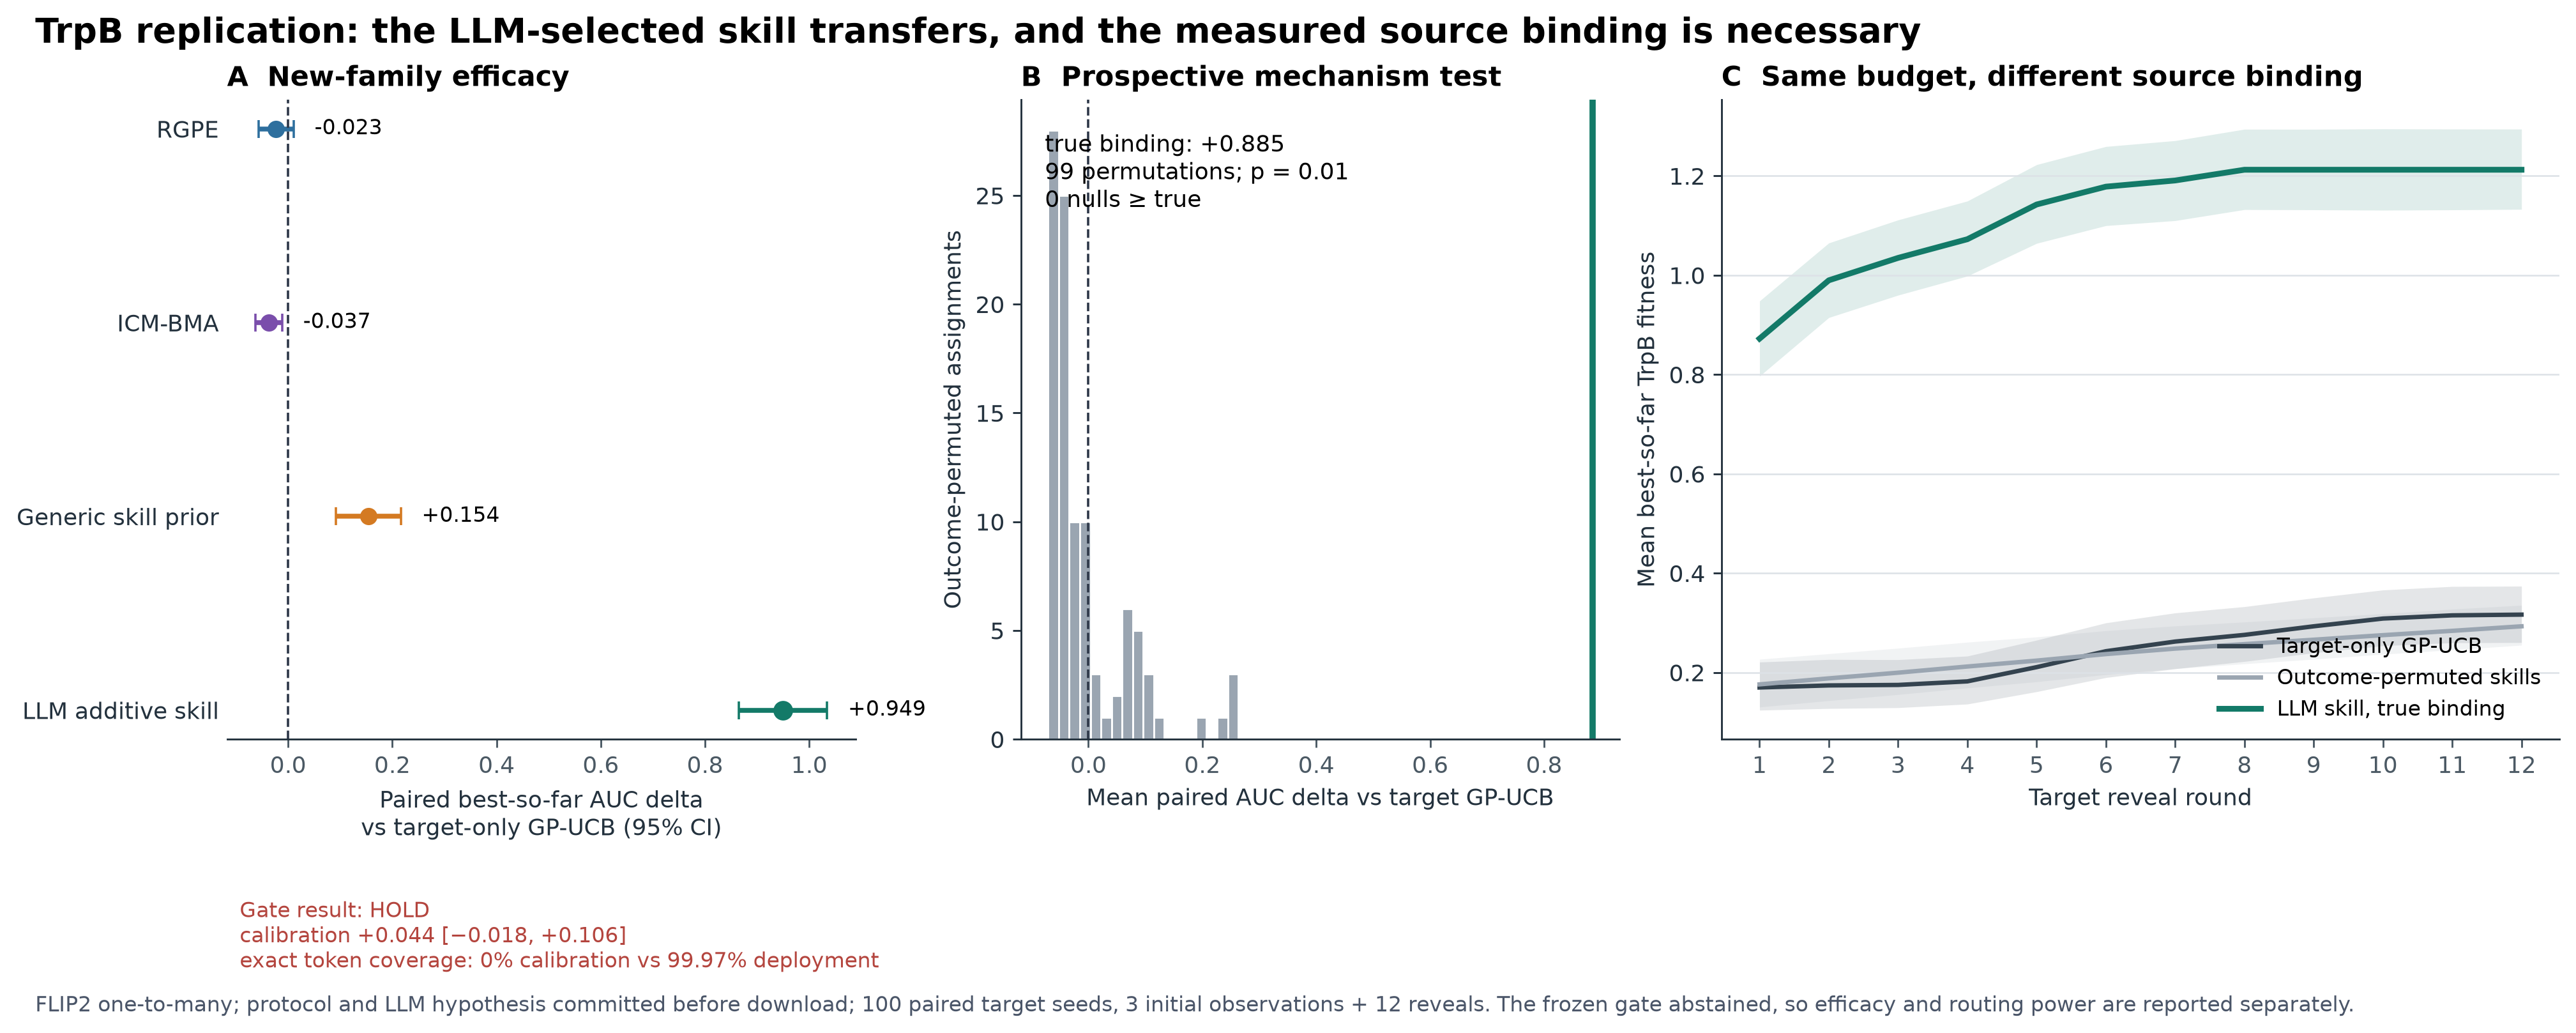 TrpB replication: the LLM-selected skill transfers, and the measured source binding is necessary
A New-family efficacy
RGPE
-0.023
ICM-BMA
-0.037
Generic skill prior
+0.154
LLM additive skill
+0.949
0.0 0.2 0.4 0.6 0.8 1.0
Paired best-so-far AUC delta
vs target-only GP-UCB (95% CI)
Gate result: HOLD
calibration +0.044 [−0.018, +0.106]
exact token coverage: 0% calibration vs 99.97% deployment
B Prospective mechanism test
true binding: +0.885
99 permutations; p = 0.01
0 nulls ≥ true
Outcome-permuted assignments
25
20
15
10
5
0
0.0 0.2 0.4 0.6 0.8
Mean paired AUC delta vs target GP-UCB
C Same budget, different source binding
Mean best-so-far TrpB fitness
1.2
1.0
0.8
0.6
0.4
0.2
Target-only GP-UCB
Outcome-permuted skills
LLM skill, true binding
1 2 3 4 5 6 7 8 9 10 11 12
Target reveal round
FLIP2 one-to-many; protocol and LLM hypothesis committed before download; 100 paired target seeds, 3 initial observations + 12 reveals. The frozen gate abstained, so efficacy and routing power are reported separately.